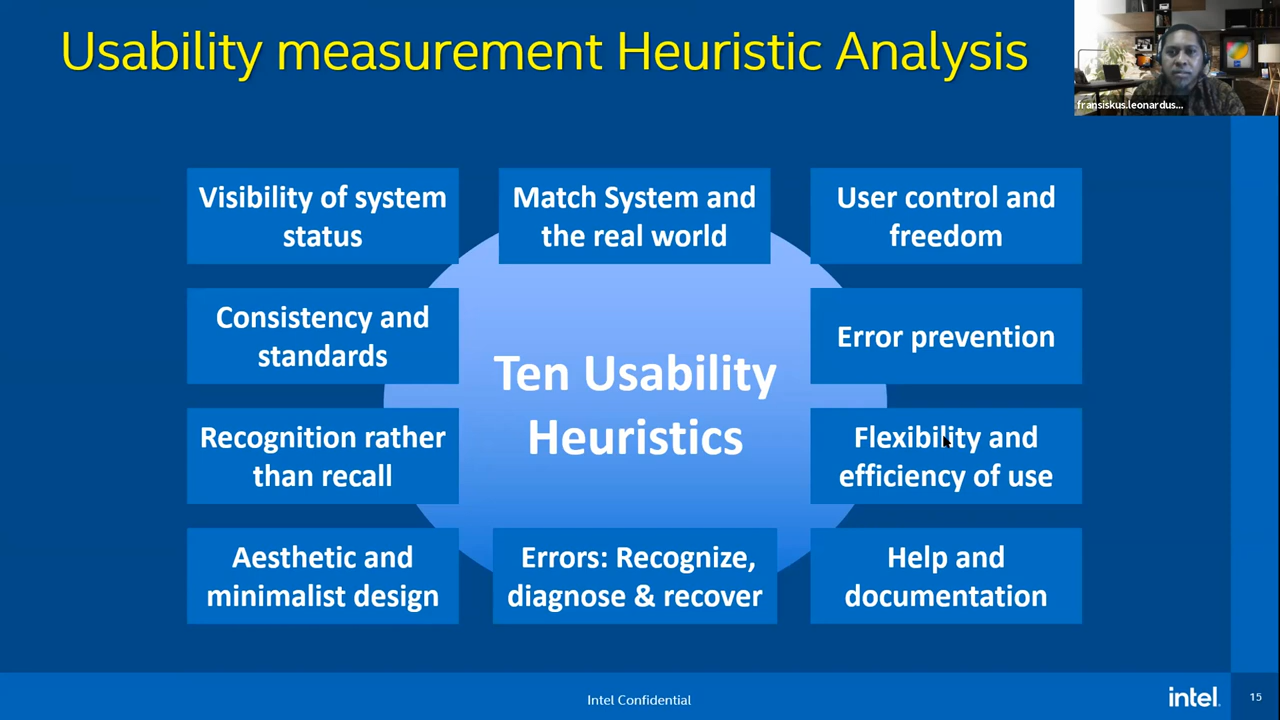 Usability measurement Heuristic Analysis
fransiskus.leonardus...
Visibility of system
status
Match System and
the real world
User control and
freedom
Consistency and
standards
Error prevention
Ten Usability
Heuristics
Recognition rather
than recall
Flexibility and
efficiency of use
Aesthetic and
minimalist design
Errors: Recognize,
diagnose & recover
Help and
documentation
Intel Confidential
intel.
15